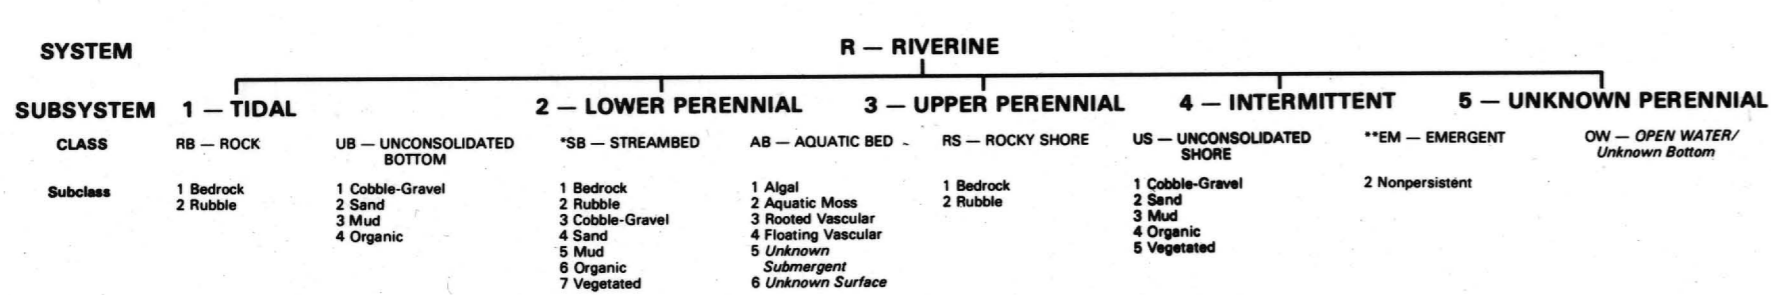 SYSTEM
R — RIVERINE
SUBSYSTEM 1 — TIDAL 2 — LOWER PERENNIAL 3 — UPPER PERENNIAL 4 — INTERMITTENT 5 — UNKNOWN PERENNIAL
CLASS
RB — ROCK
UB — UNCONSOLIDATED
BOTTOM
*SB — STREAMBED
AB — AQUATIC BED
RS — ROCKY SHORE
US — UNCONSOLIDATED
SHORE
**EM — EMERGENT
OW — OPEN WATER/
Unknown Bottom
Subclass
1 Bedrock
2 Rubble
1 Cobble-Gravel
2 Sand
3 Mud
4 Organic
1 Bedrock
2 Rubble
3 Cobble-Gravel
4 Sand
5 Mud
6 Organic
7 Vegetated
1 Algal
2 Aquatic Moss
3 Rooted Vascular
4 Floating Vascular
5 Unknown
Submergent
6 Unknown Surface
1 Bedrock
2 Rubble
1 Cobble-Gravel
2 Sand
3 Mud
4 Organic
5 Vegetated
2 Nonpersistent